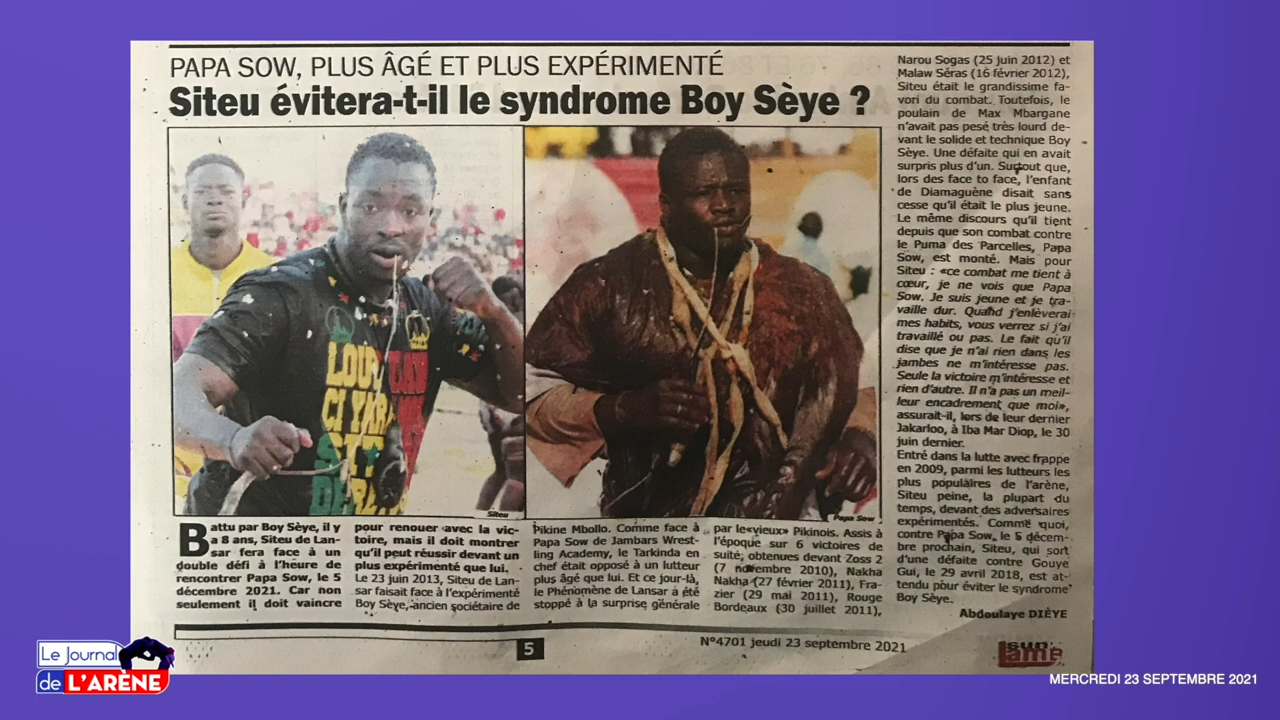 PAPA SOW, PLUS ÂGÉ ET PLUS EXPÉRIMENTÉ
Siteu évitera-t-il le syndrome Boy Sèye ?
LOU
CI YAR
SIT
Siteu
Papa Sow
Battu par Boy Sèye, il y
a 8 ans, Siteu de Lan-
sar fera face à un
double défi à l'heure de
rencontrer Papa Sow, le 5
décembre 2021. Car non
seulement il doit vaincre
pour renouer avec la vic-
toire, mais il doit montrer
qu'il peut réussir devant un
plus expérimenté que lui.
Le 23 juin 2013, Siteu de Lan-
sar faisait face à l'expérimenté
Boy Sèye, ancien sociétaire de
Pikine Mbollo. Comme face à
Papa Sow de Jambars Wrest-
ling Academy, le Tarkinda en
chef était opposé à un lutteur
plus âgé que lui. Et ce jour-là,
le Phénomène de Lansar a été
stoppé à la surprise générale
par le «vieux» Pikinois. Assis à
l'époque sur 6 victoires de
suite, obtenues devant Zoss 2
(7 novembre 2010), Nakha
Nakha (27 février 2011), Fra-
zier (29 mai 2011), Rouge
Bordeaux (30 juillet 2011),
Narou Sogas (25 juin 2012) et
Malaw Séras (16 février 2012),
Siteu était le grandissime fa-
vori du combat. Toutefois, le
poulain de Max Mbargane
n'avait pas pesé très lourd de-
vant le solide et technique Boy
Sèye. Une défaite qui en avait
surpris plus d'un. Surtout que,
lors des face to face, l'enfant
de Diamaguène disait sans
cesse qu'il était le plus jeune.
Le même discours qu'il tient
depuis que son combat contre
le Puma des Parcelles, Papa
Sow, est monté. Mais pour
Siteu : «ce combat me tient à
cœur, je ne vois que Papa
Sow. Je suis jeune et je tra-
vaille dur. Quand j'enlèverai
mes habits, vous verrez si j'ai
travaillé ou pas. Le fait qu'il
dise que je n'ai rien dans les
jambes ne m'intéresse pas.
Seule la victoire m'intéresse et
rien d'autre. Il n'a pas un meil-
leur encadrement que moi»,
assurait-il, lors de leur dernier
Jakarloo, à Iba Mar Diop, le 30
juin dernier.
Entré dans la lutte avec frappe
en 2009, parmi les lutteurs les
plus populaires de l'arène,
Siteu peine, la plupart du
temps, devant des adversaires
expérimentés. Comme quoi,
contre Papa Sow, le 5 décem-
bre prochain, Siteu, qui sort
d'une défaite contre Gouye
Gui, le 29 avril 2018, est at-
tendu pour éviter le syndrome
Boy Sèye.
Abdoulaye DIÈYE
5
N°4701 jeudi 23 septembre 2021
sun
Lamb
Le Journal
de L'ARÈNE
MERCREDI 23 SEPTEMBRE 2021